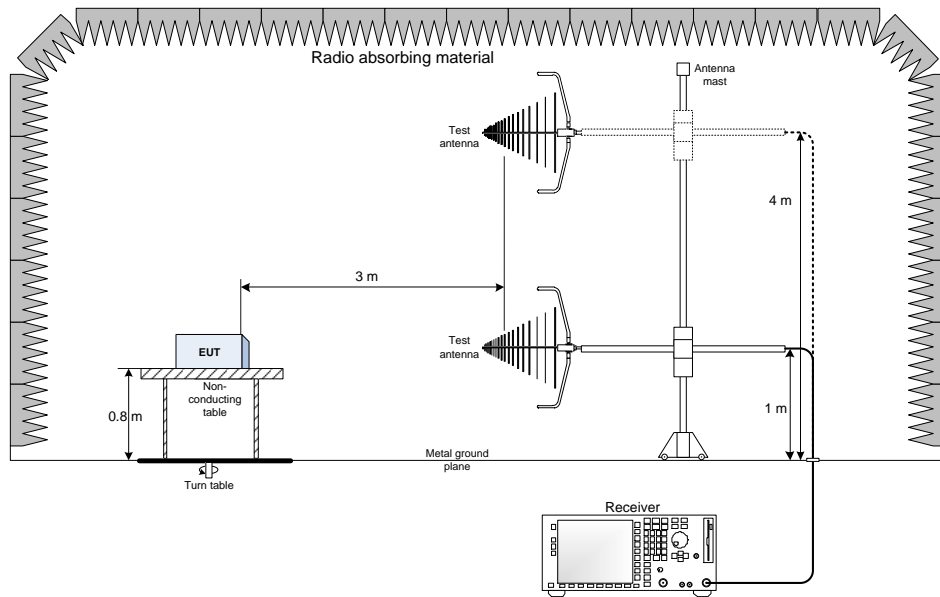 Radio absorbing material
Antenna
mast
Test
antenna
4 m
3 m
Test
antenna
EUT
Non-
conducting
table
0.8 m
1 m
Metal ground
plane
Turn table
Receiver